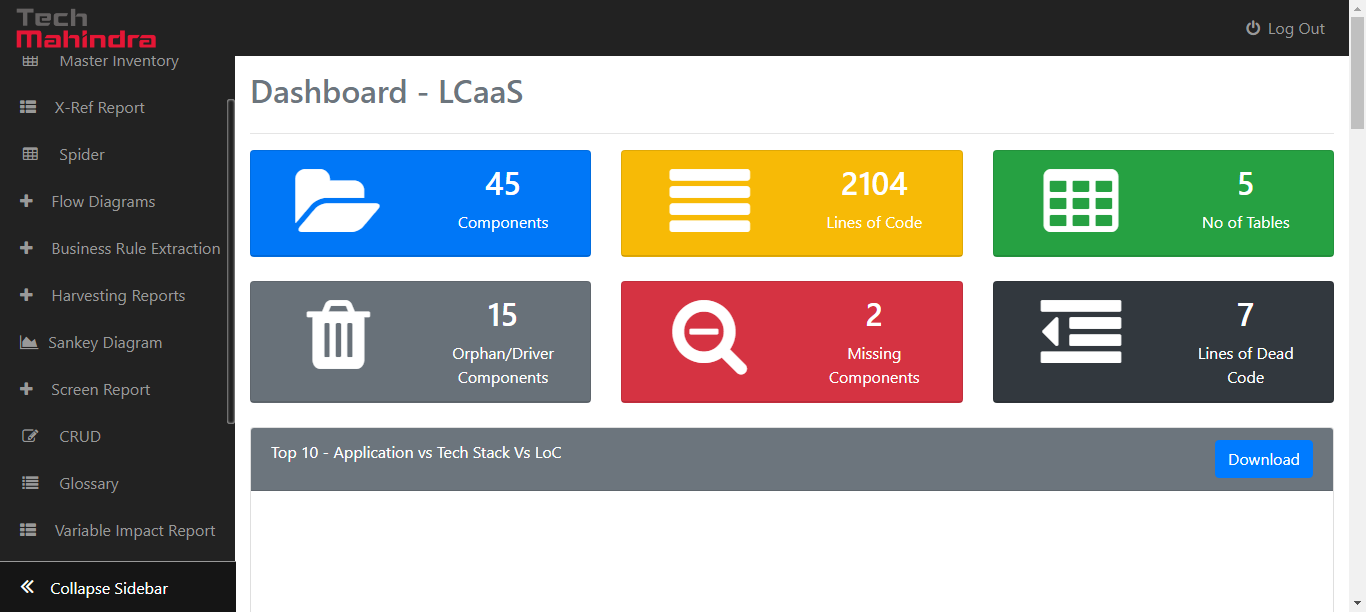 Tech
Mahindra
Log Out
Master Inventory
X-Ref Report
Spider
Flow Diagrams
Business Rule Extraction
Harvesting Reports
Sankey Diagram
Screen Report
CRUD
Glossary
Variable Impact Report
Collapse Sidebar
Dashboard - LCaaS
45
Components
2104
Lines of Code
5
No of Tables
15
Orphan/Driver
Components
2
Missing
Components
7
Lines of Dead
Code
Top 10 - Application vs Tech Stack Vs LoC
Download